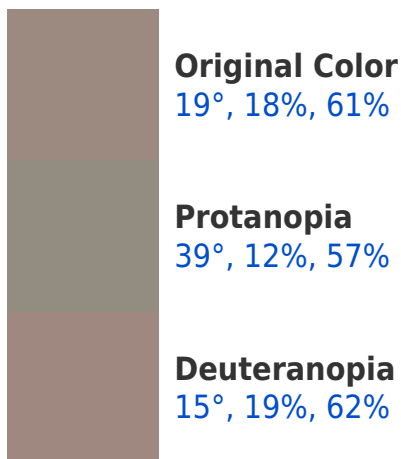 Original Color
19°, 18%, 61%
Protanopia
39°, 12%, 57%
Deuteranopia
15°, 19%, 62%